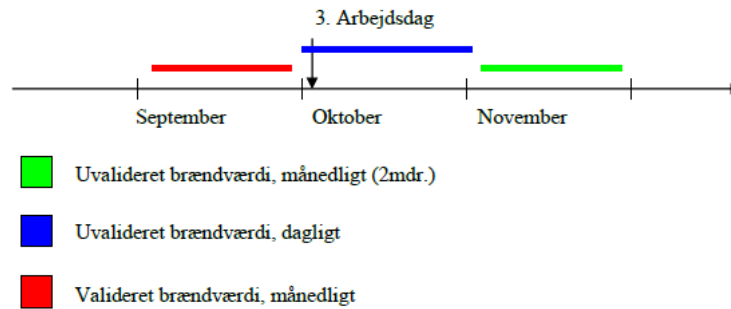 3. Arbejdsdag
September
Oktober
November
Uvalideret brændværdi, månedligt (2mdr.)
Uvalideret brændværdi, dagligt
Valideret brændværdi, månedligt